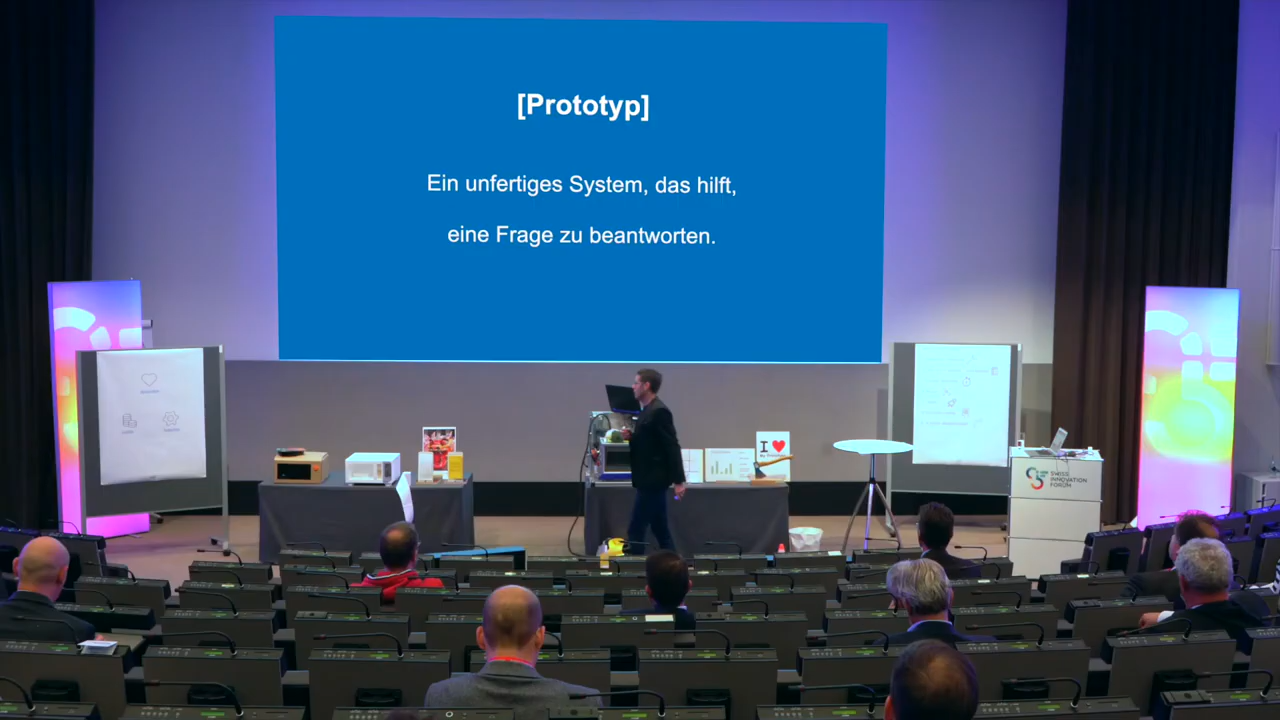 [Prototyp]
Ein unfertiges System, das hilft,
eine Frage zu beantworten.
I ❤
SWISS
INNOVATION
FORUM